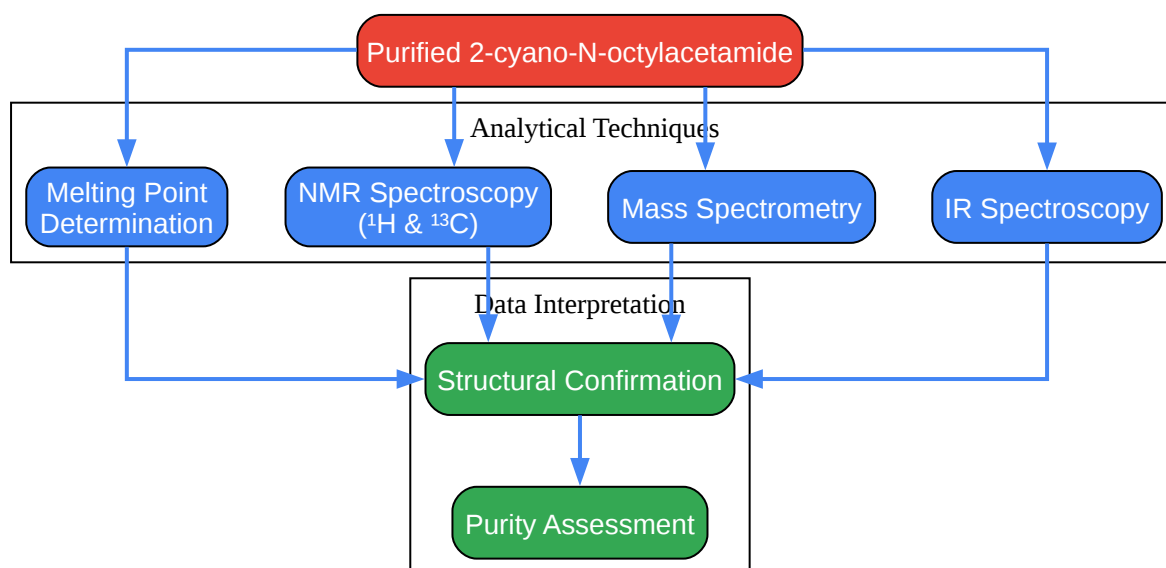 Purified 2-cyano-N-octylacetamide
Analytical Techniques
Melting Point
Determination
NMR Spectroscopy
(¹H & ¹³C)
Mass Spectrometry
IR Spectroscopy
Data Interpretation
Structural Confirmation
Purity Assessment